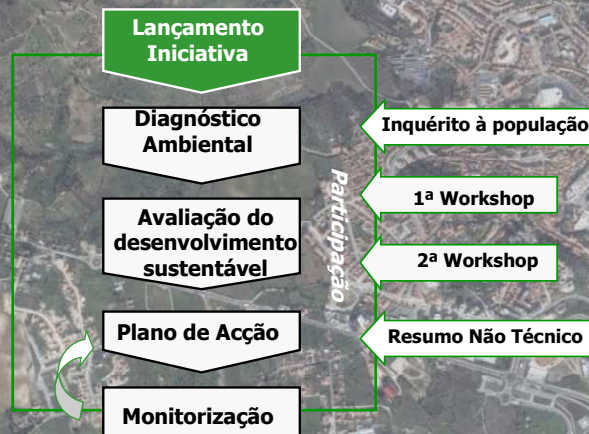 Lançamento
Iniciativa
Diagnóstico
Ambiental
Inquérito à população
Participação
1ª Workshop
Avaliação do
desenvolvimento
sustentável
2ª Workshop
Plano de Acção
Resumo Não Técnico
Monitorização